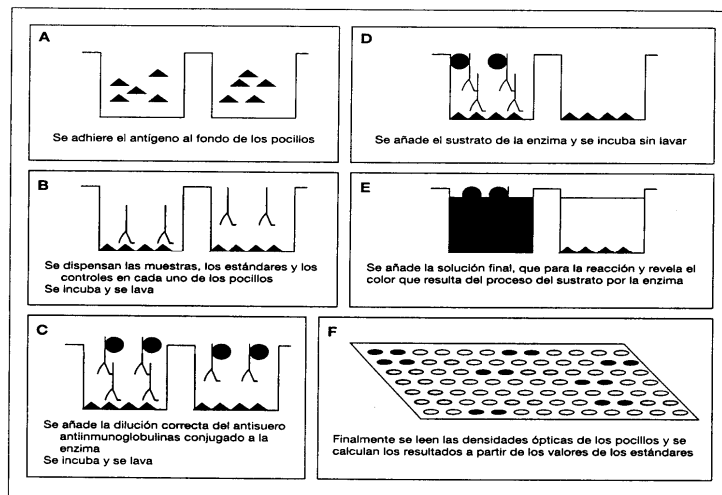 A
Se adhiere el antígeno al fondo de los pocillos
B
Se dispensan las muestras, los estándares y los
controles en cada uno de los pocillos
Se incuba y se lava
C
Se añade la dilución correcta del antisuero
antiinmunoglobulinas conjugado a la
enzima
Se incuba y se lava
D
Se añade el sustrato de la enzima y se incuba sin lavar
E
Se añade la solución final, que para la reacción y revela el
color que resulta del proceso del sustrato por la enzima
F
Finalmente se leen las densidades ópticas de los pocillos y se
calculan los resultados a partir de los valores de los estándares